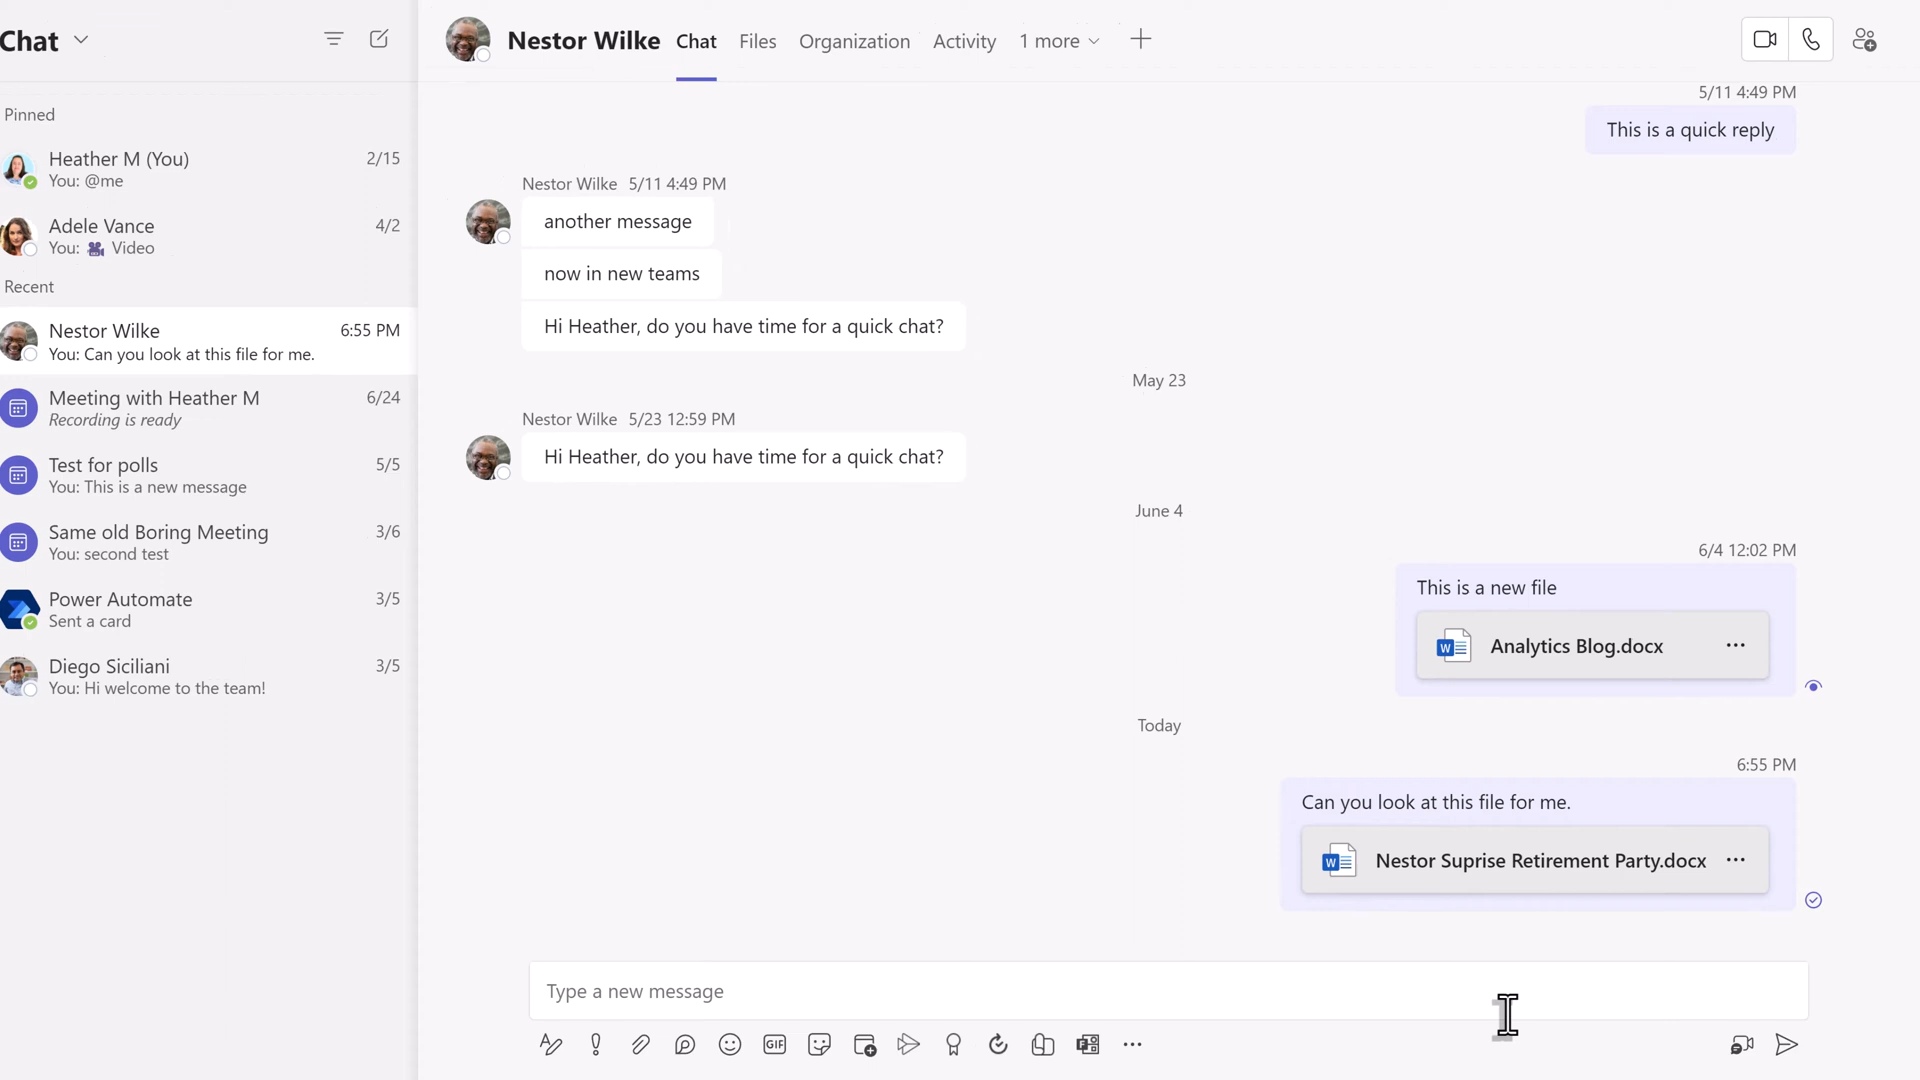 Chat
Pinned
Heather M (You) 2/15
You: @me
Adele Vance 4/2
You: Video
Recent
Nestor Wilke 6:55 PM
You: Can you look at this file for me.
Meeting with Heather M 6/24
Recording is ready
Test for polls 5/5
You: This is a new message
Same old Boring Meeting 3/6
You: second test
Power Automate 3/5
Sent a card
Diego Siciliani 3/5
You: Hi welcome to the team!
Nestor Wilke Chat Files Organization Activity 1 more
5/11 4:49 PM
This is a quick reply
Nestor Wilke 5/11 4:49 PM
another message
now in new teams
Hi Heather, do you have time for a quick chat?
May 23
Nestor Wilke 5/23 12:59 PM
Hi Heather, do you have time for a quick chat?
June 4
6/4 12:02 PM
This is a new file
W Analytics Blog.docx
Today
6:55 PM
Can you look at this file for me.
W Nestor Suprise Retirement Party.docx
Type a new message
GIF